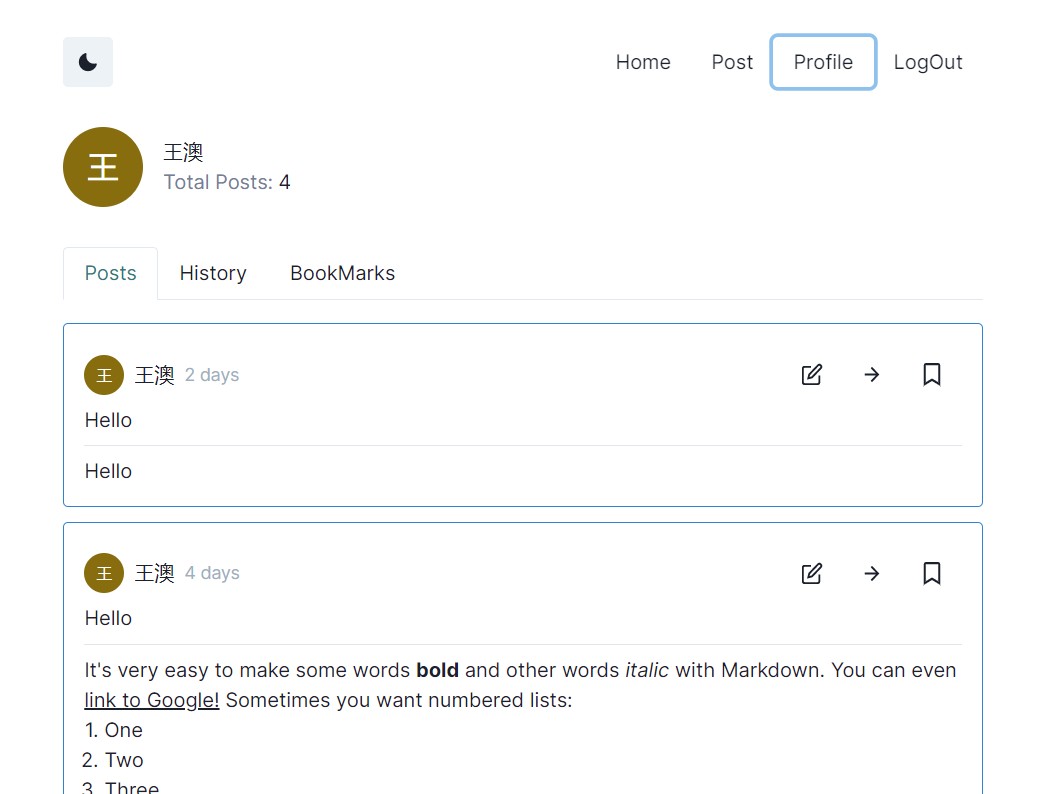 Home Post Profile LogOut
王
王澳
Total Posts: 4
Posts History BookMarks
王 王澳 2 days
Hello
Hello
王 王澳 4 days
Hello
It's very easy to make some words bold and other words italic with Markdown. You can even
link to Google! Sometimes you want numbered lists:
1. One
2. Two
3. Three